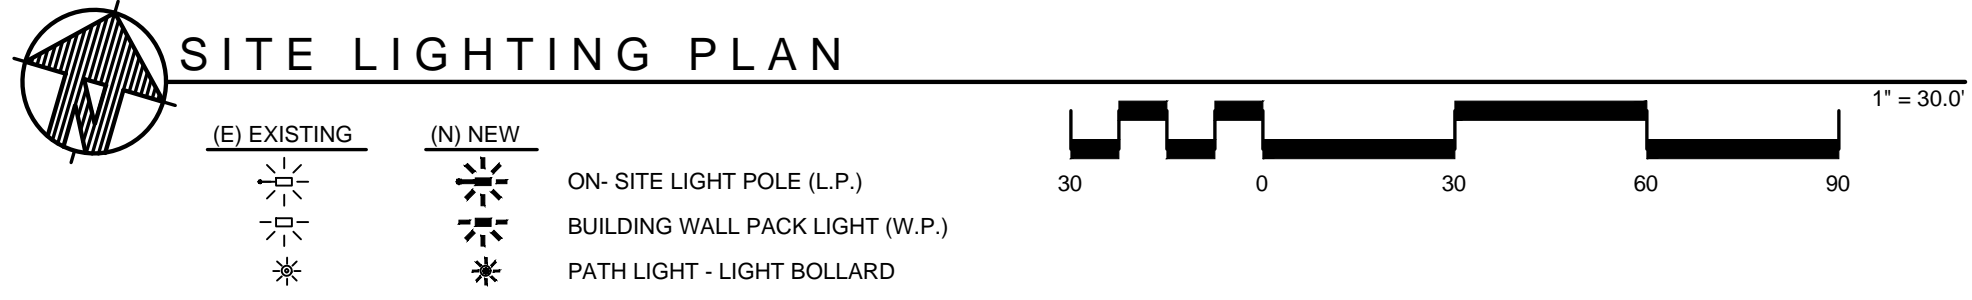 SITE LIGHTING PLAN
N
1" = 30.0'
(E) EXISTING (N) NEW
ON- SITE LIGHT POLE (L.P.)
BUILDING WALL PACK LIGHT (W.P.)
PATH LIGHT - LIGHT BOLLARD
30 0 30 60 90